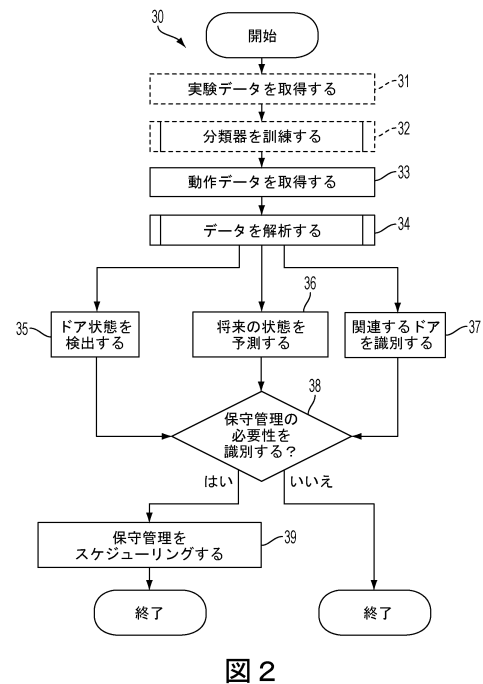 30
開始
実験データを取得する
31
分類器を訓練する
32
動作データを取得する
33
データを解析する
34
35
ドア状態を
検出する
36
将来の状態を
予測する
37
関連するドア
を識別する
38
保守管理の
必要性を
識別する?
はい
いいえ
保守管理を
スケジューリングする
39
終了
終了
図2